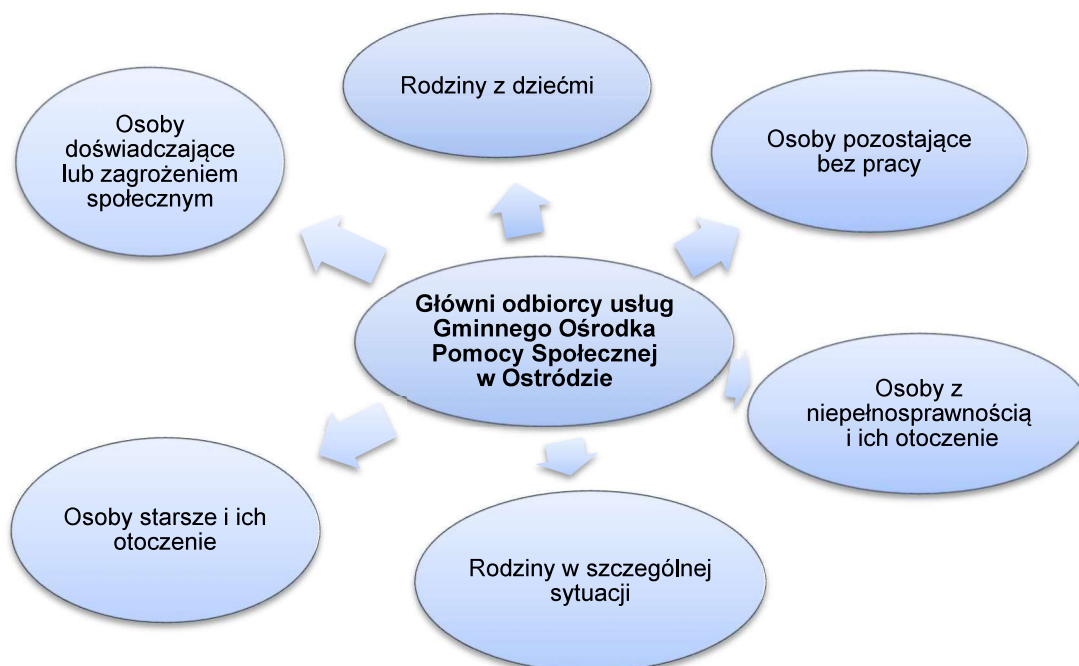 Rodziny z dziećmi
Osoby
doświadczające
lub zagrożeniem
społecznym
Osoby pozostające
bez pracy
Główni odbiorcy usług
Gminnego Ośrodka
Pomocy Społecznej
w Ostródzie
Osoby z
niepełnosprawnością
i ich otoczenie
Osoby starsze i ich
otoczenie
Rodziny w szczególnej
sytuacji